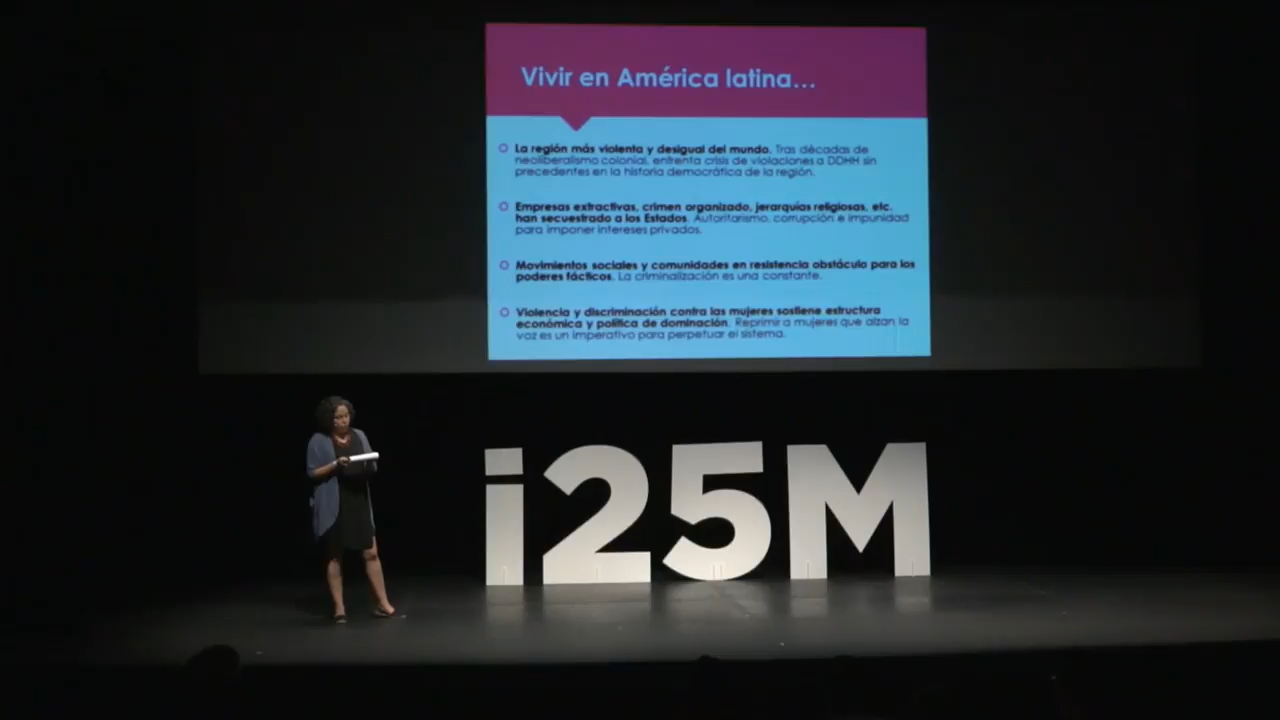 Vivir en América latina...
La región más violenta y desigual del mundo. Tras décadas de
neoliberalismo colonial, enfrenta crisis de violaciones a DDHH sin
precedentes en la historia democrática de la región.
Empresas extractivas, crimen organizado, jerarquías religiosas, etc.
han secuestrado a los Estados. Autoritarismo, corrupción e impunidad
para imponer intereses privados.
Movimientos sociales y comunidades en resistencia obstáculo para los
poderes fácticos. La criminalización es una constante.
Violencia y discriminación contra las mujeres sostiene estructura
económica y política de dominación. Reprimir a mujeres que alzan la
voz es un imperativo para perpetuar el sistema.
i25M